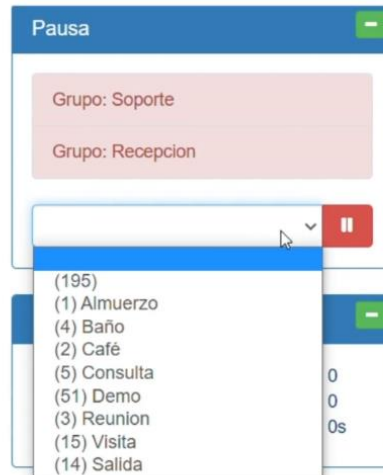 Pausa
Grupo: Soporte
Grupo: Recepcion
(195)
(1) Almuerzo
(4) Baño
(2) Café
(5) Consulta
(51) Demo
(3) Reunion
(15) Visita
(14) Salida
0
0
0s